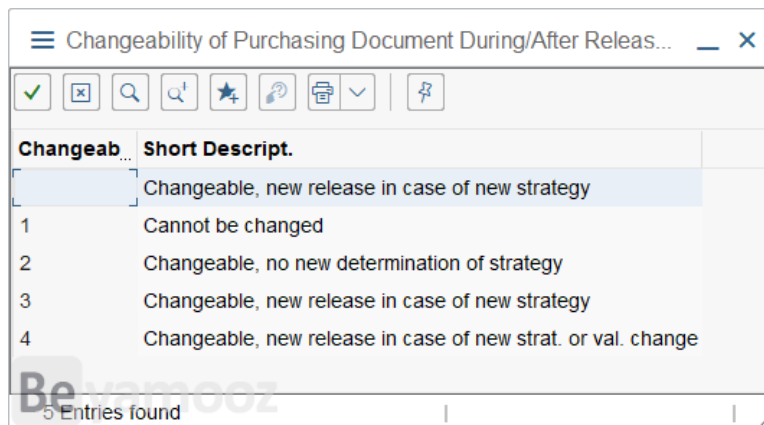 Changeability of Purchasing Document During/After Releas...
Changeab... Short Descript.
Changeable, new release in case of new strategy
1 Cannot be changed
2 Changeable, no new determination of strategy
3 Changeable, new release in case of new strategy
4 Changeable, new release in case of new strat. or val. change
Beyamooz
5 Entries found